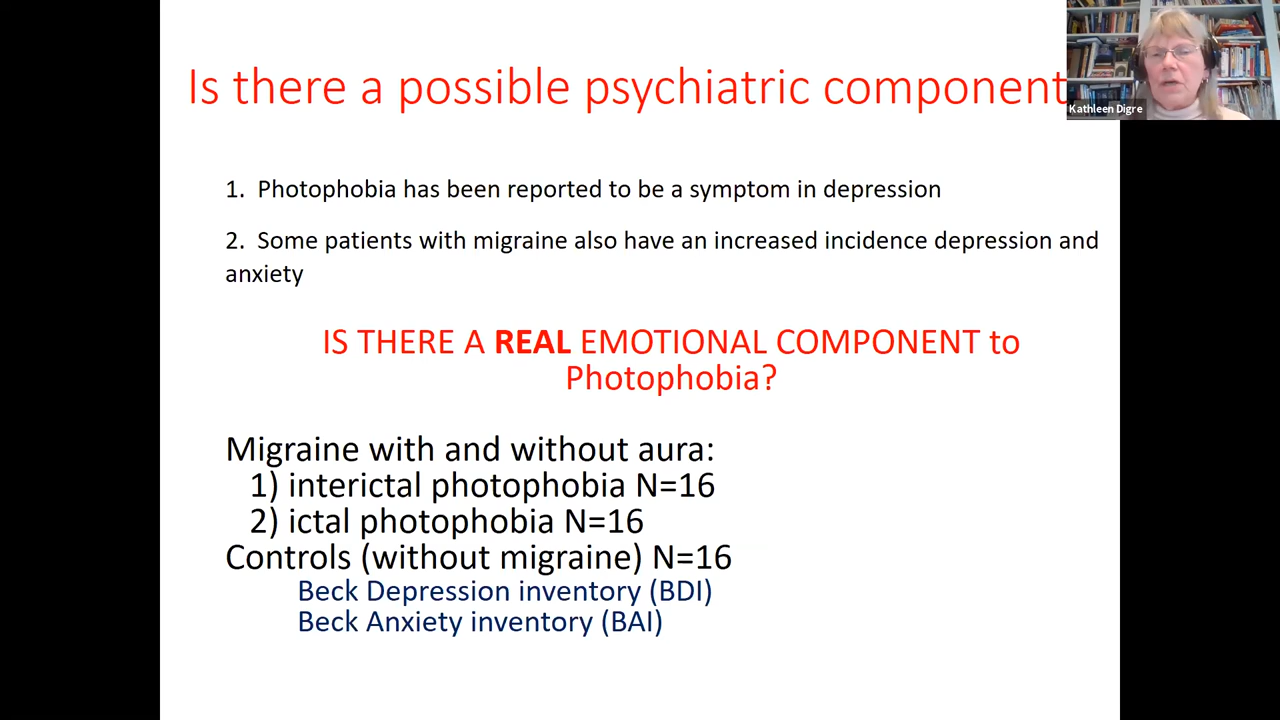 Is there a possible psychiatric component
Kathleen Digre
1. Photophobia has been reported to be a symptom in depression
2. Some patients with migraine also have an increased incidence depression and
anxiety
IS THERE A REAL EMOTIONAL COMPONENT to
Photophobia?
Migraine with and without aura:
1) interictal photophobia N=16
2) ictal photophobia N=16
Controls (without migraine) N=16
Beck Depression inventory (BDI)
Beck Anxiety inventory (BAI)